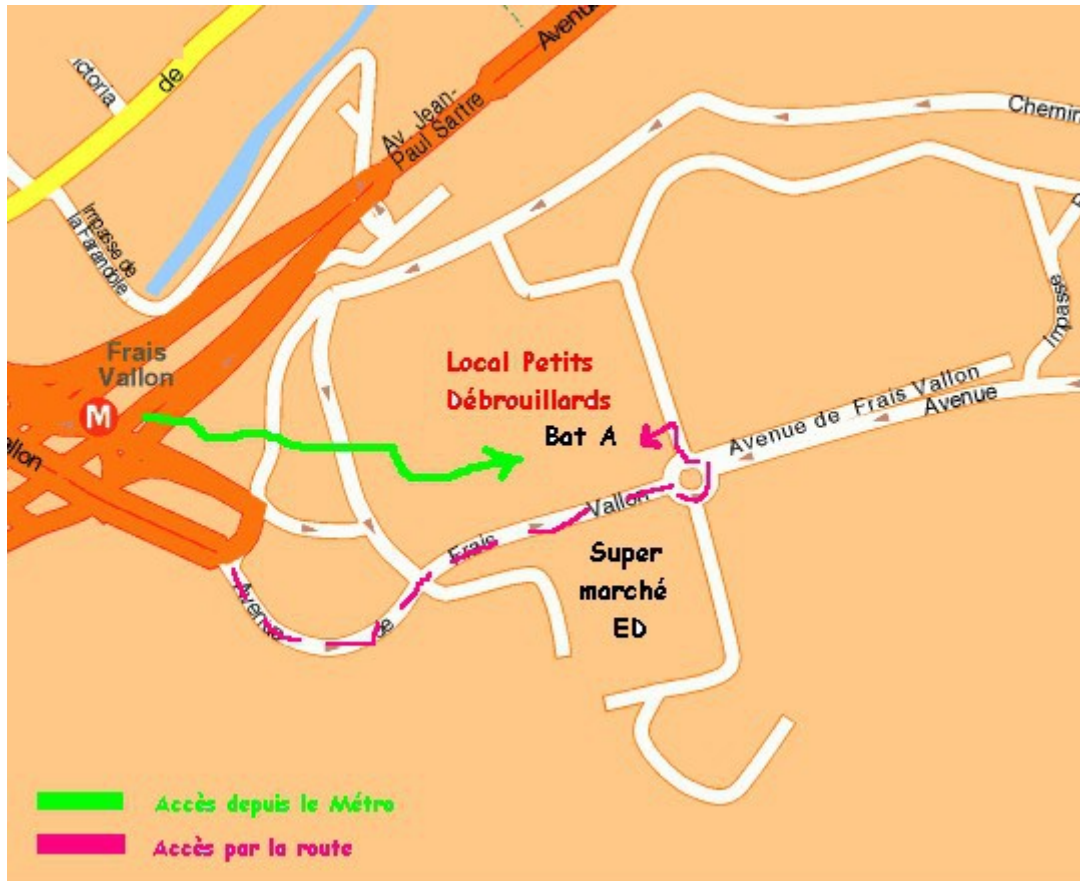 Avenue
de
ictoria
Av. Jean-
Paul Sartre
Chemin
Impasse de
la Farandole
Frais
Vallon
M
Impasse
Local Petits
Débrouillards
Bat A
Avenue de Frais Vallon
Avenue
allon
Vallon
Frais
Avenue
de
Super
marché
ED
Accès depuis le Métro
Accès par la route